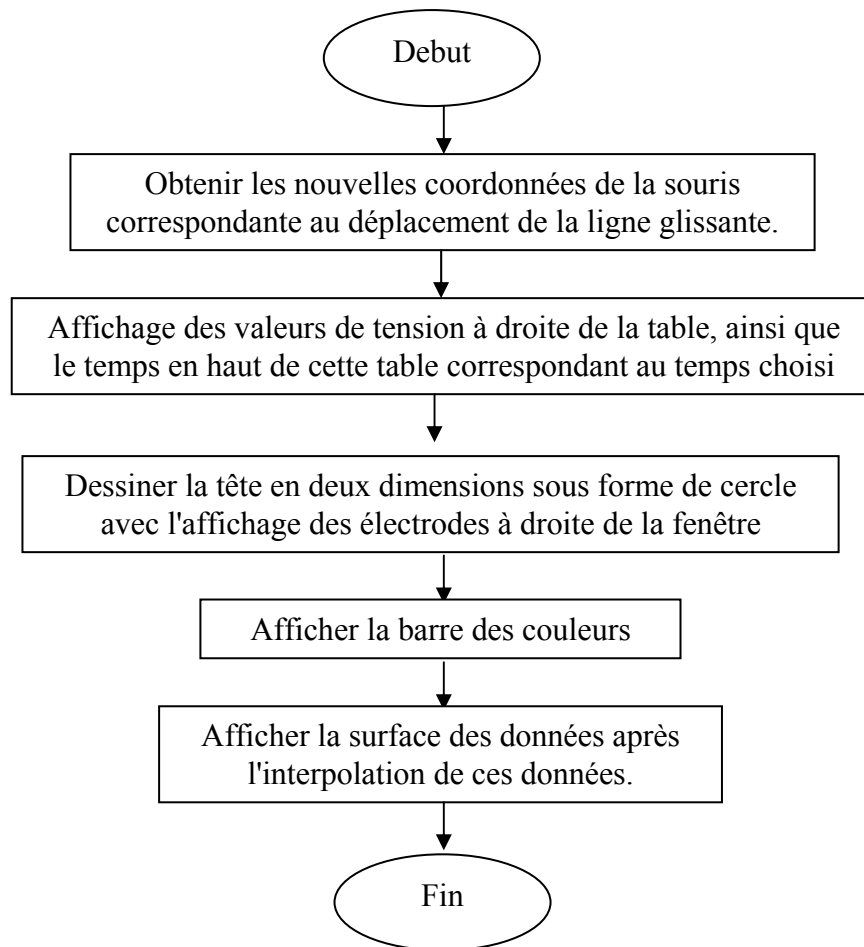 Debut
Obtenir les nouvelles coordonnées de la souris
correspondante au déplacement de la ligne glissante.
Affichage des valeurs de tension à droite de la table, ainsi que
le temps en haut de cette table correspondant au temps choisi
Dessiner la tête en deux dimensions sous forme de cercle
avec l'affichage des électrodes à droite de la fenêtre
Afficher la barre des couleurs
Afficher la surface des données après
l'interpolation de ces données.
Fin